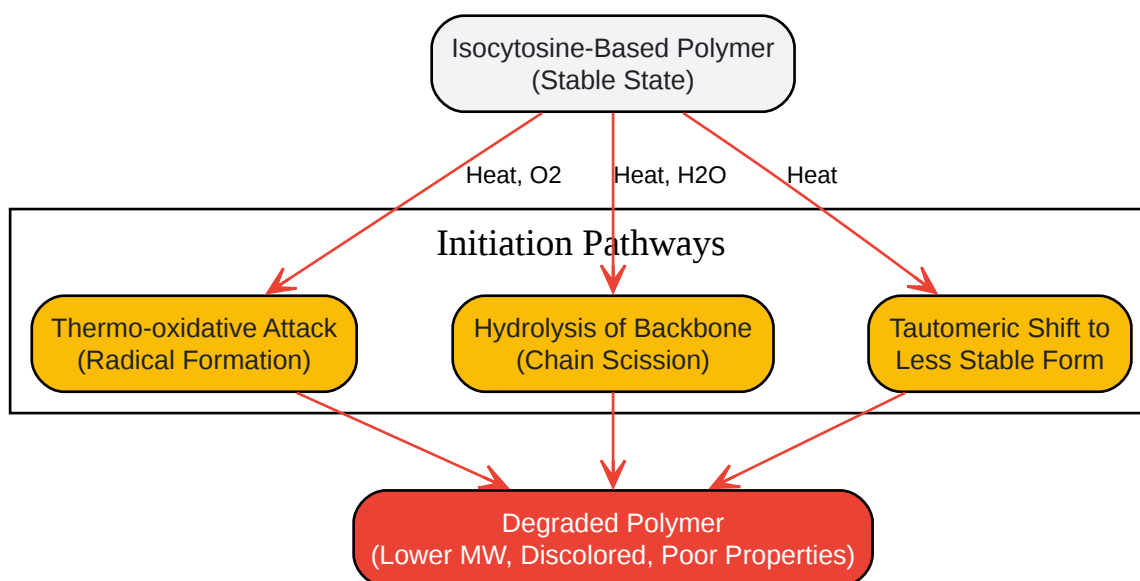 Isocytosine-Based Polymer
(Stable State)
Heat, O2
Heat, H2O
Heat
Initiation Pathways
Thermo-oxidative Attack
(Radical Formation)
Hydrolysis of Backbone
(Chain Scission)
Tautomeric Shift to
Less Stable Form
Degraded Polymer
(Lower MW, Discolored, Poor Properties)